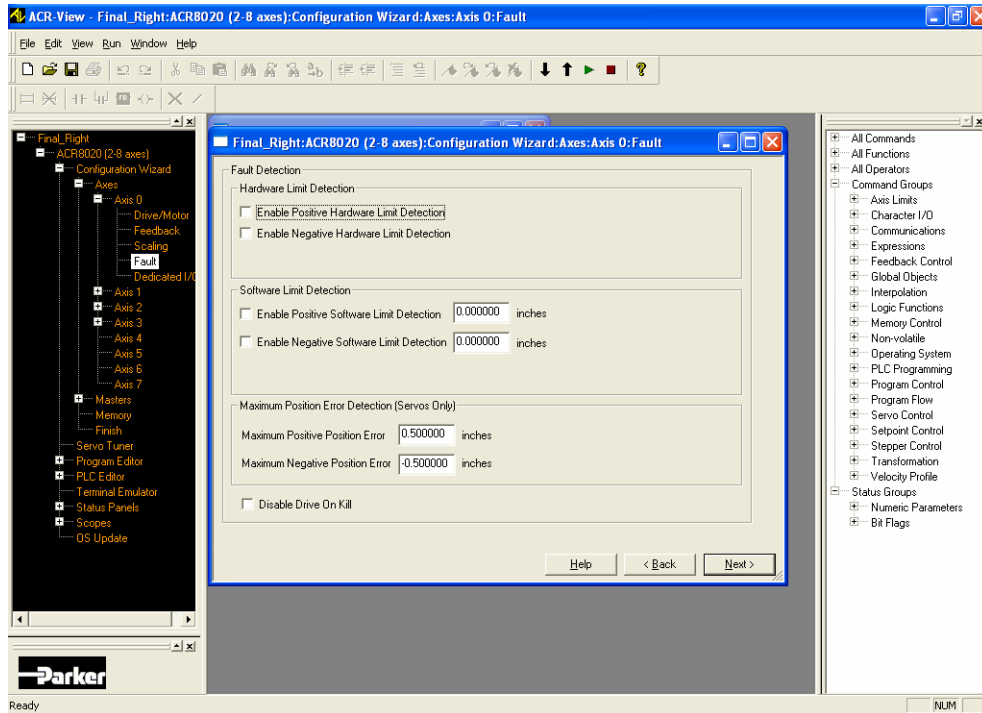 ACR-View - Final_Right:ACR8020 (2-8 axes):Configuration Wizard:Axes:Axis 0:Fault
File Edit View Run Window Help
Final_Right
ACR8020 (2-8 axes)
Configuration Wizard
Axes
Axis 0
Drive/Motor
Feedback
Scaling
Fault
Dedicated I/O
Axis 1
Axis 2
Axis 3
Axis 4
Axis 5
Axis 6
Axis 7
Masters
Memory
Finish
Servo Tuner
Program Editor
PLC Editor
Terminal Emulator
Status Panels
Scopes
OS Update
Parker
Final_Right:ACR8020 (2-8 axes):Configuration Wizard:Axes:Axis 0:Fault
Fault Detection
Hardware Limit Detection
Enable Positive Hardware Limit Detection
Enable Negative Hardware Limit Detection
Software Limit Detection
Enable Positive Software Limit Detection 0.000000 inches
Enable Negative Software Limit Detection 0.000000 inches
Maximum Position Error Detection (Servos Only)
Maximum Positive Position Error 0.500000 inches
Maximum Negative Position Error -0.500000 inches
Disable Drive On Kill
Help < Back Next >
All Commands
All Functions
All Operators
Command Groups
Axis Limits
Character I/O
Communications
Expressions
Feedback Control
Global Objects
Interpolation
Logic Functions
Memory Control
Non-volatile
Operating System
PLC Programming
Program Control
Program Flow
Servo Control
Setpoint Control
Stepper Control
Transformation
Velocity Profile
Status Groups
Numeric Parameters
Bit Flags
Ready
NUM